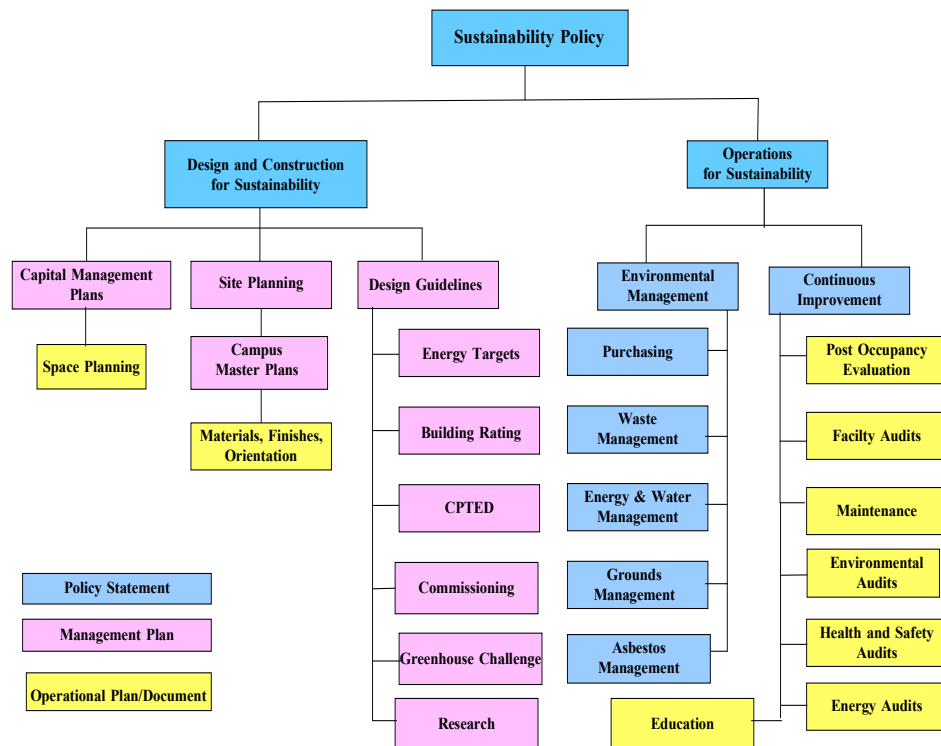 Sustainability Policy
Design and Construction
for Sustainability
Operations
for Sustainability
Capital Management
Plans
Site Planning
Design Guidelines
Environmental
Management
Continuous
Improvement
Space Planning
Campus
Master Plans
Materials, Finishes,
Orientation
Energy Targets
Building Rating
CPTED
Commissioning
Greenhouse Challenge
Research
Purchasing
Waste
Management
Energy & Water
Management
Grounds
Management
Asbestos
Management
Education
Post Occupancy
Evaluation
Facilty Audits
Maintenance
Environmental
Audits
Health and Safety
Audits
Energy Audits
Policy Statement
Management Plan
Operational Plan/Document